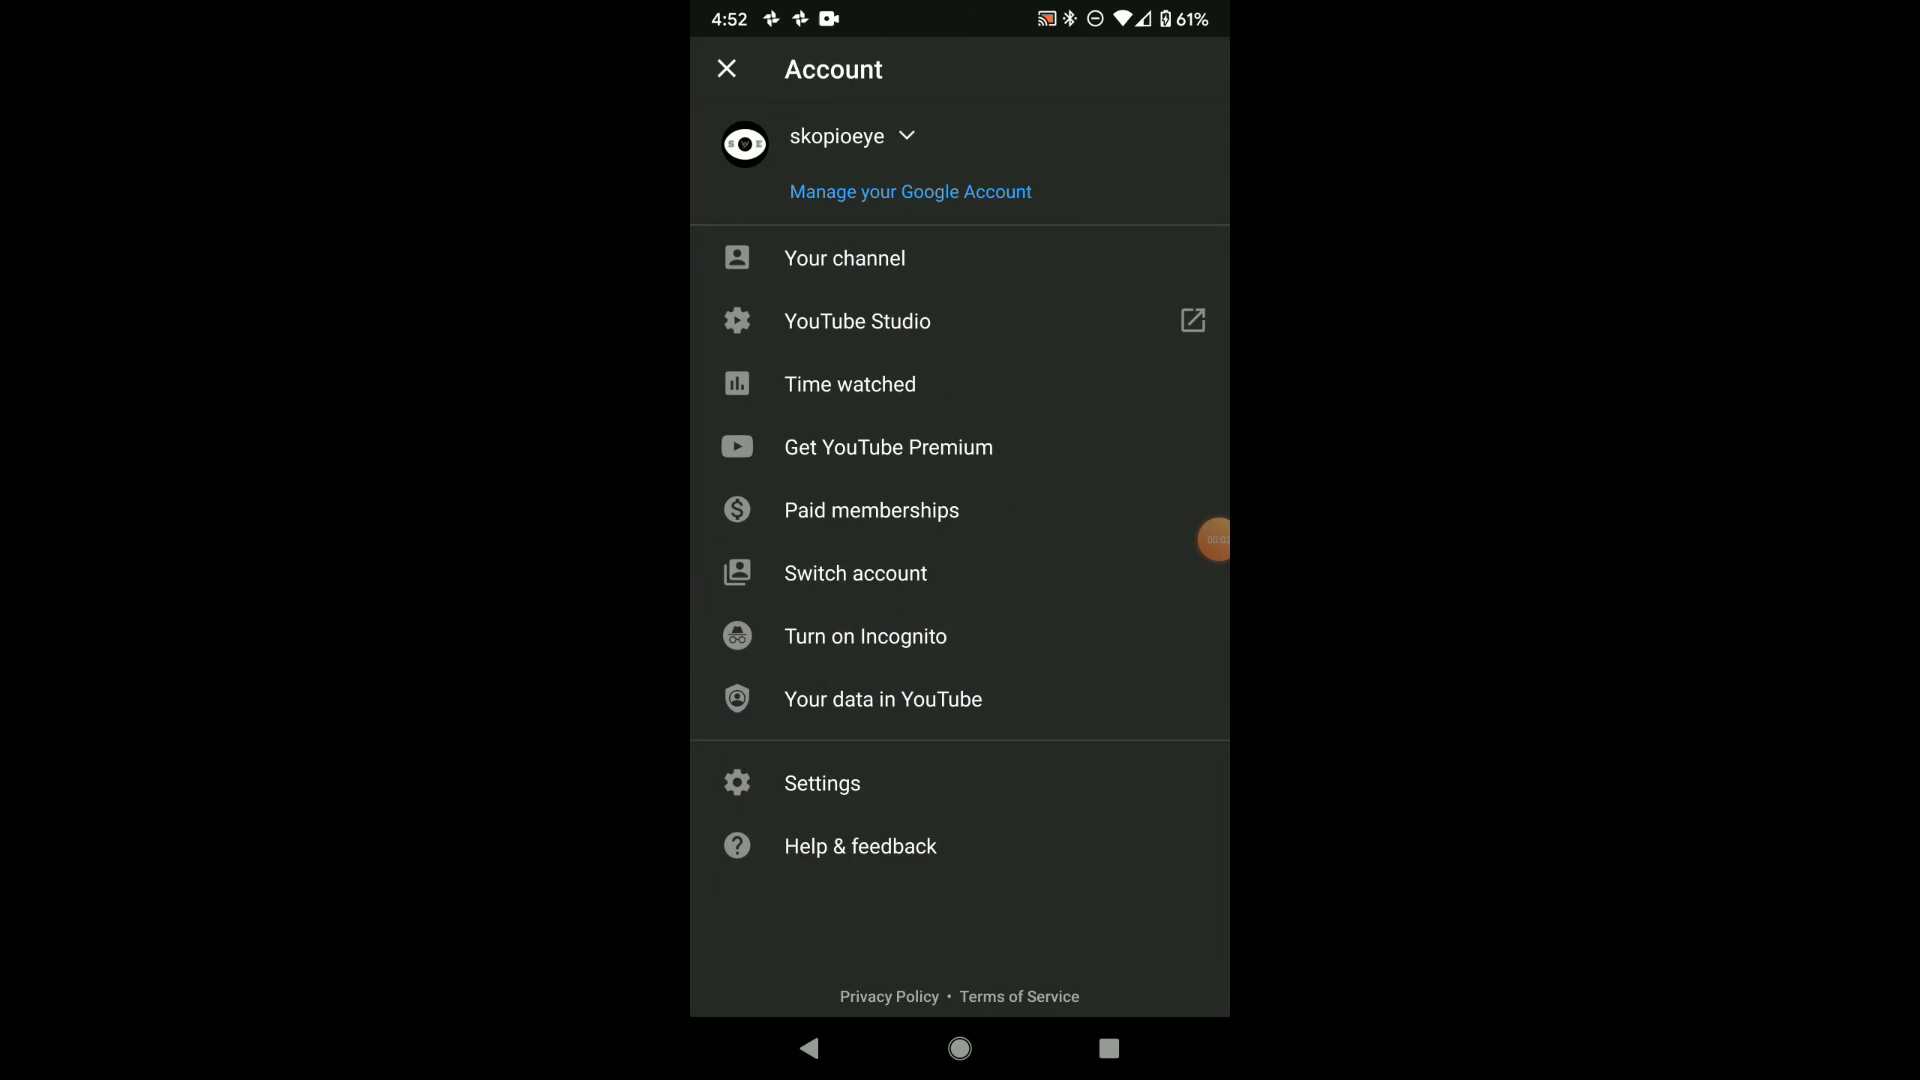 4:52 61%
Account
S E
skopioeye
Manage your Google Account
Your channel
YouTube Studio
Time watched
Get YouTube Premium
Paid memberships
Switch account
Turn on Incognito
Your data in YouTube
Settings
Help & feedback
Privacy Policy • Terms of Service